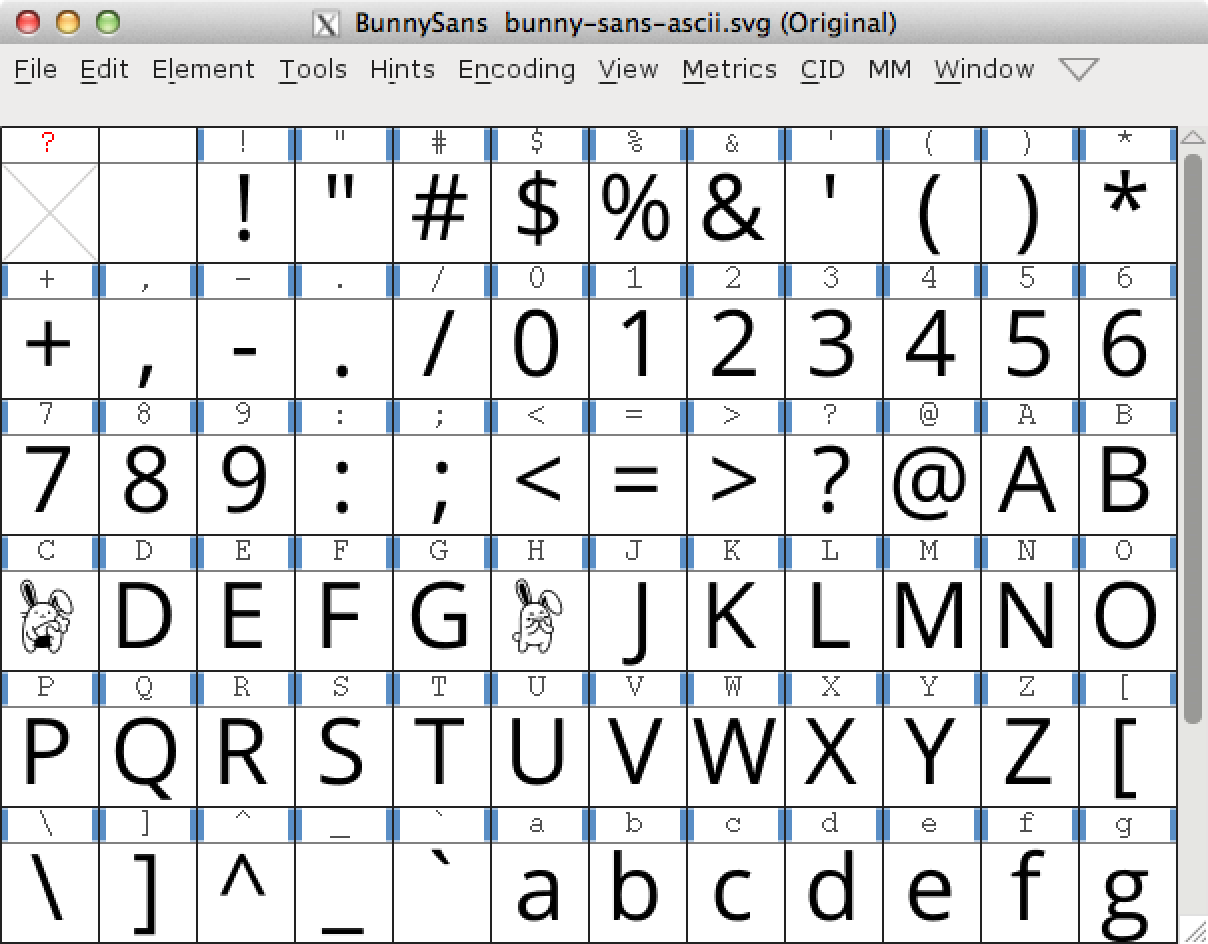 BunnySans bunny-sans-ascii.svg (Original)
File Edit Element Tools Hints Encoding View Metrics CID MM Window
? ! " # $ % & ' ( ) *
! " # $ % & ' ( ) *
+ , - . / 0 1 2 3 4 5 6
+ , - . / 0 1 2 3 4 5 6
7 8 9 : ; < = > ? @ A B
7 8 9 : ; < = > ? @ A B
C D E F G H J K L M N O
D E F G J K L M N O
P Q R S T U V W X Y Z [
P Q R S T U V W X Y Z [
\ ] ^ _ ` a b c d e f g
\ ] ^ _ ` a b c d e f g